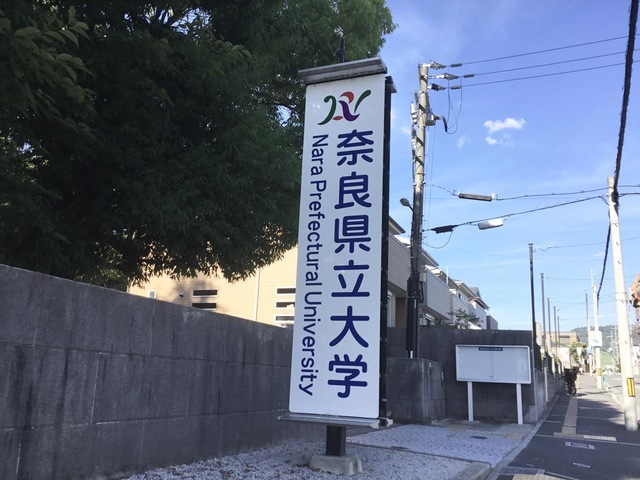 奈良県立大学
Nara Prefectural University